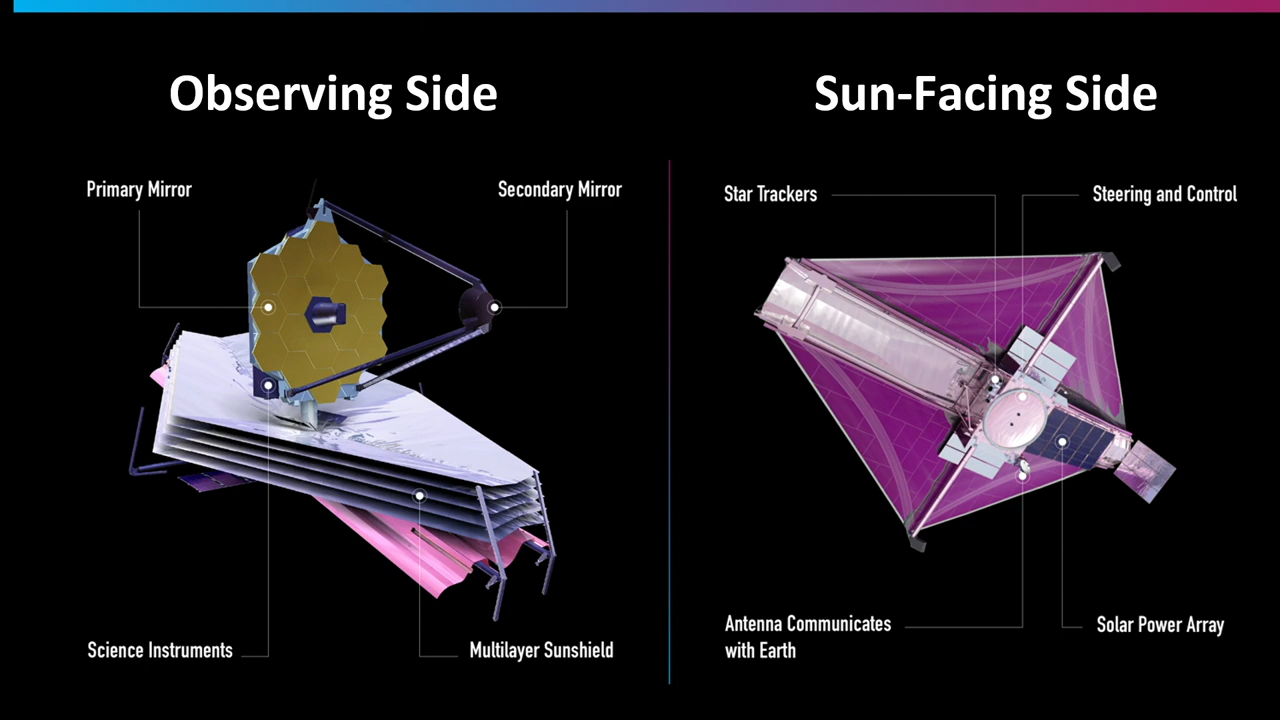 Observing Side
Sun-Facing Side
Primary Mirror
Secondary Mirror
Science Instruments
Multilayer Sunshield
Star Trackers
Steering and Control
Antenna Communicates
with Earth
Solar Power Array